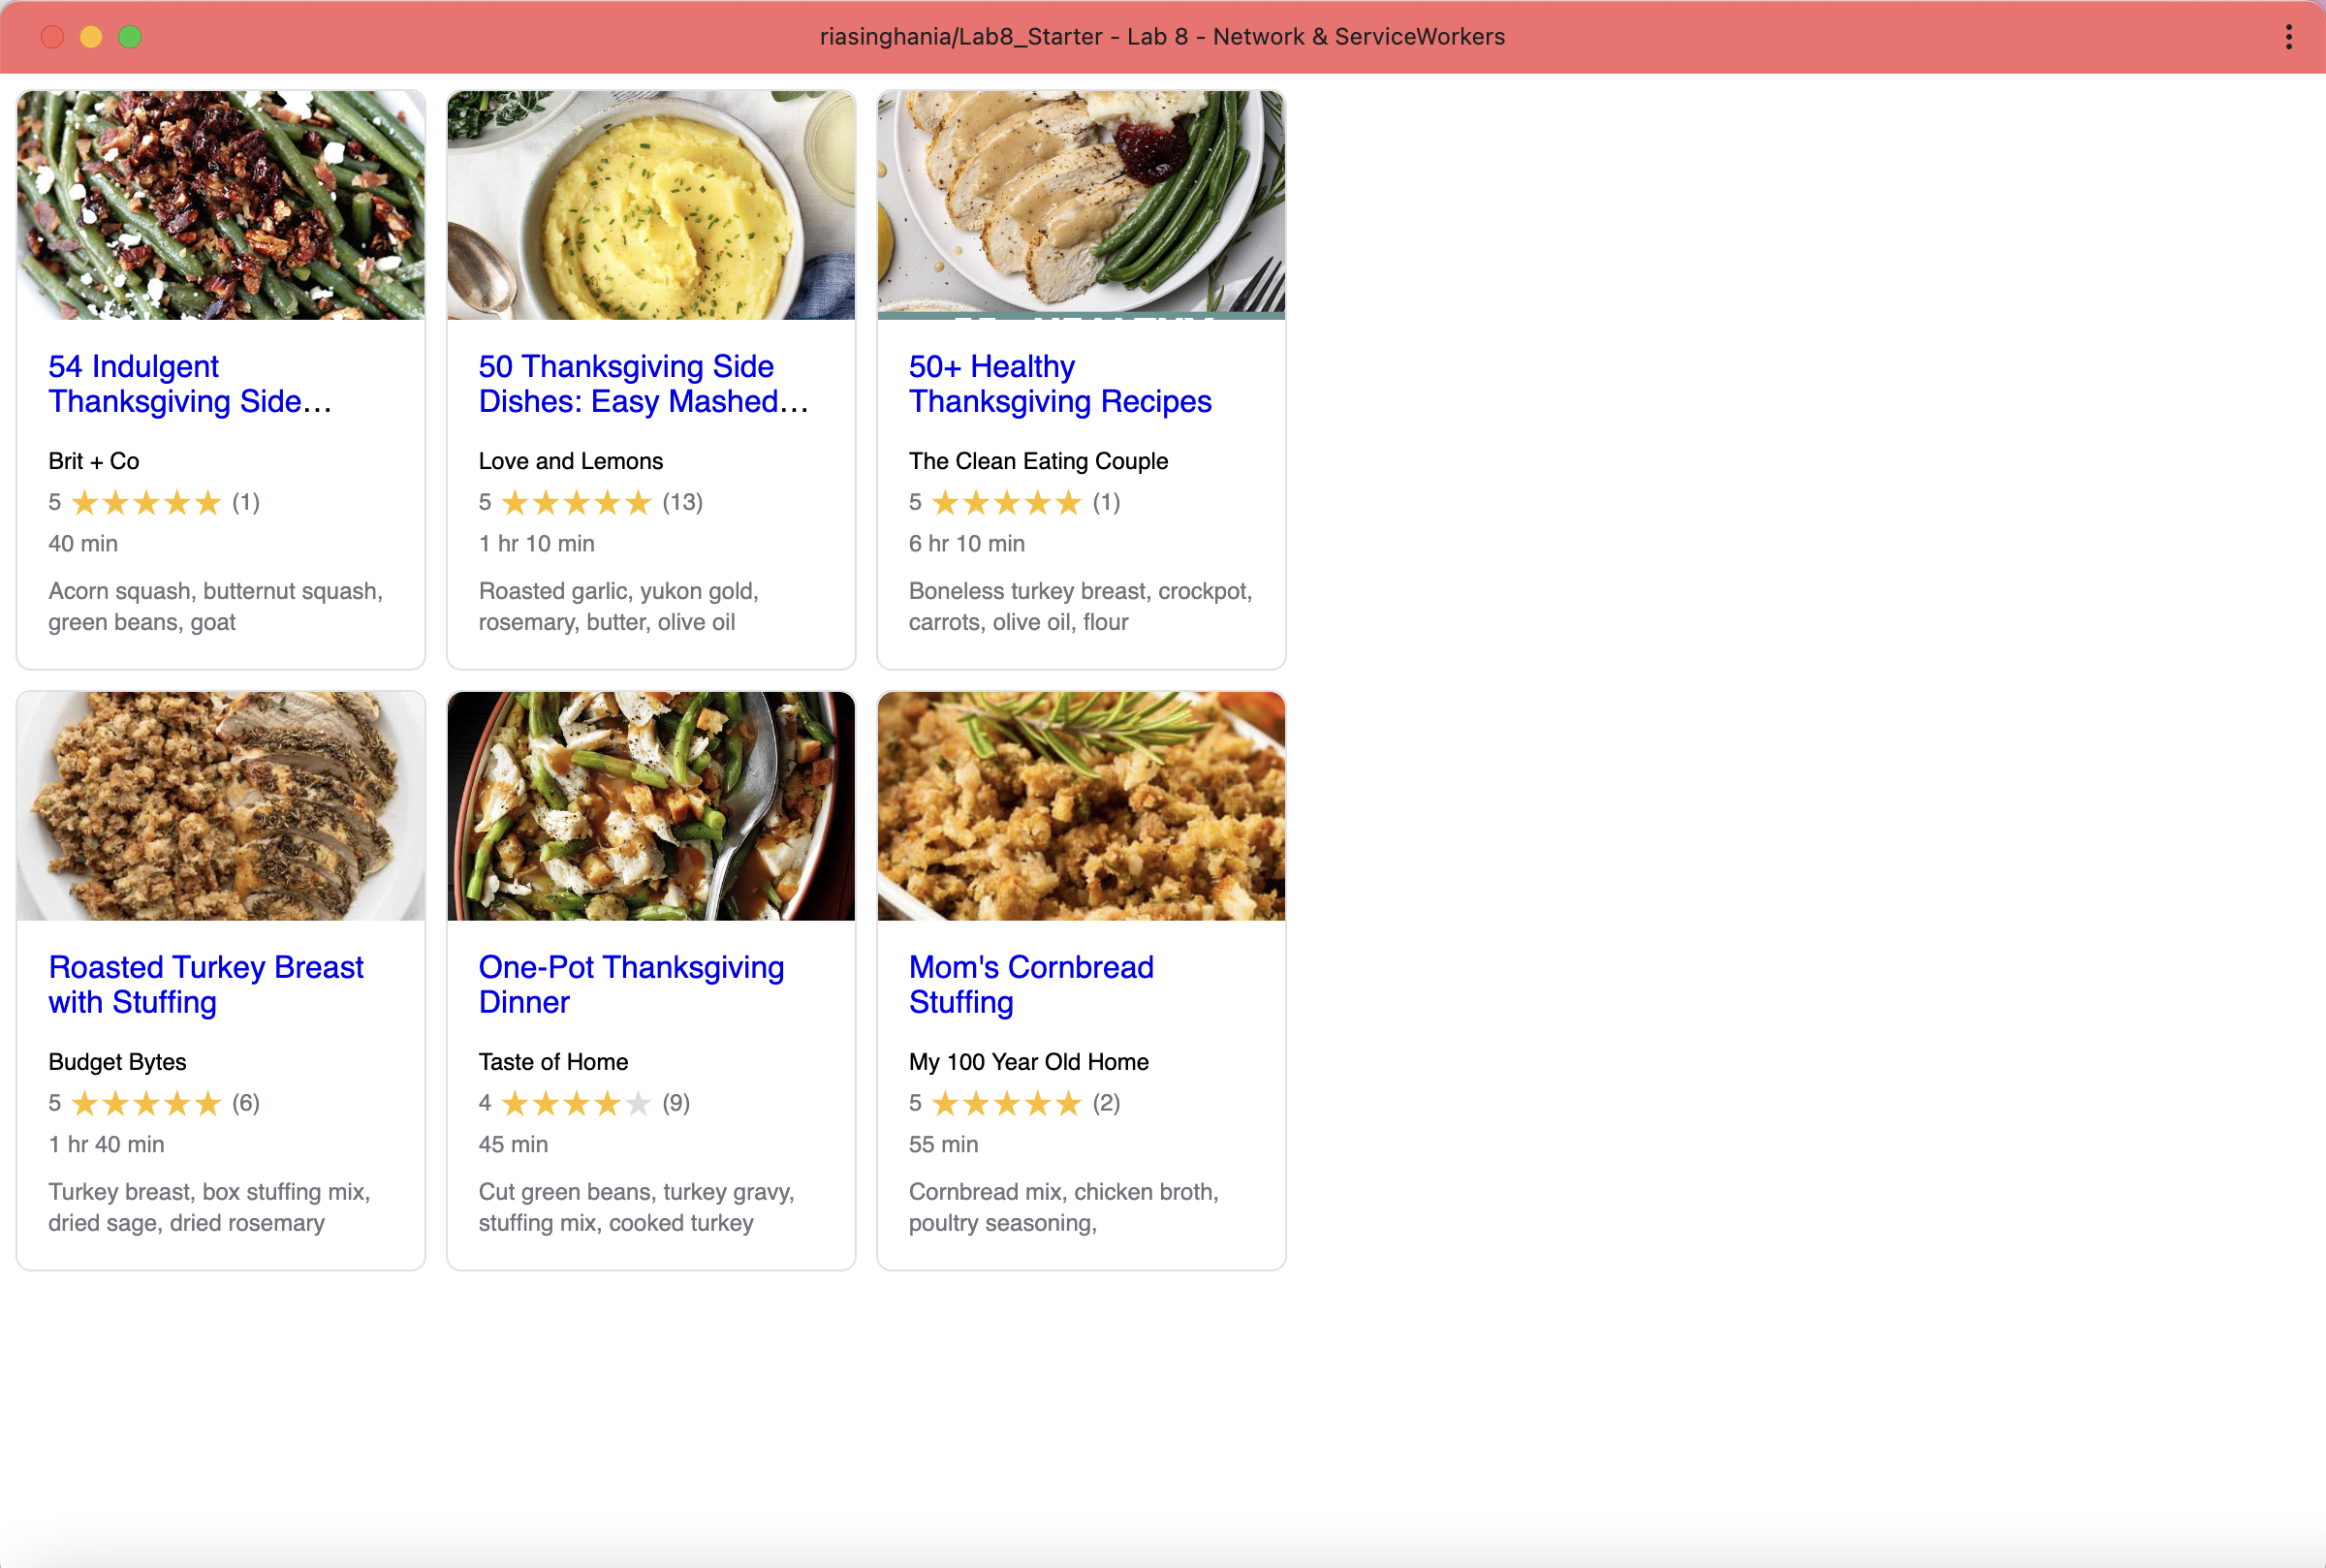 riasinghania/Lab8_Starter - Lab 8 - Network & ServiceWorkers
54 Indulgent
Thanksgiving Side…
Brit + Co
5 ★★★★★ (1)
40 min
Acorn squash, butternut squash,
green beans, goat
50 Thanksgiving Side
Dishes: Easy Mashed…
Love and Lemons
5 ★★★★★ (13)
1 hr 10 min
Roasted garlic, yukon gold,
rosemary, butter, olive oil
50+ Healthy
Thanksgiving Recipes
The Clean Eating Couple
5 ★★★★★ (1)
6 hr 10 min
Boneless turkey breast, crockpot,
carrots, olive oil, flour
Roasted Turkey Breast
with Stuffing
Budget Bytes
5 ★★★★★ (6)
1 hr 40 min
Turkey breast, box stuffing mix,
dried sage, dried rosemary
One-Pot Thanksgiving
Dinner
Taste of Home
4 ★★★★★ (9)
45 min
Cut green beans, turkey gravy,
stuffing mix, cooked turkey
Mom's Cornbread
Stuffing
My 100 Year Old Home
5 ★★★★★ (2)
55 min
Cornbread mix, chicken broth,
poultry seasoning,